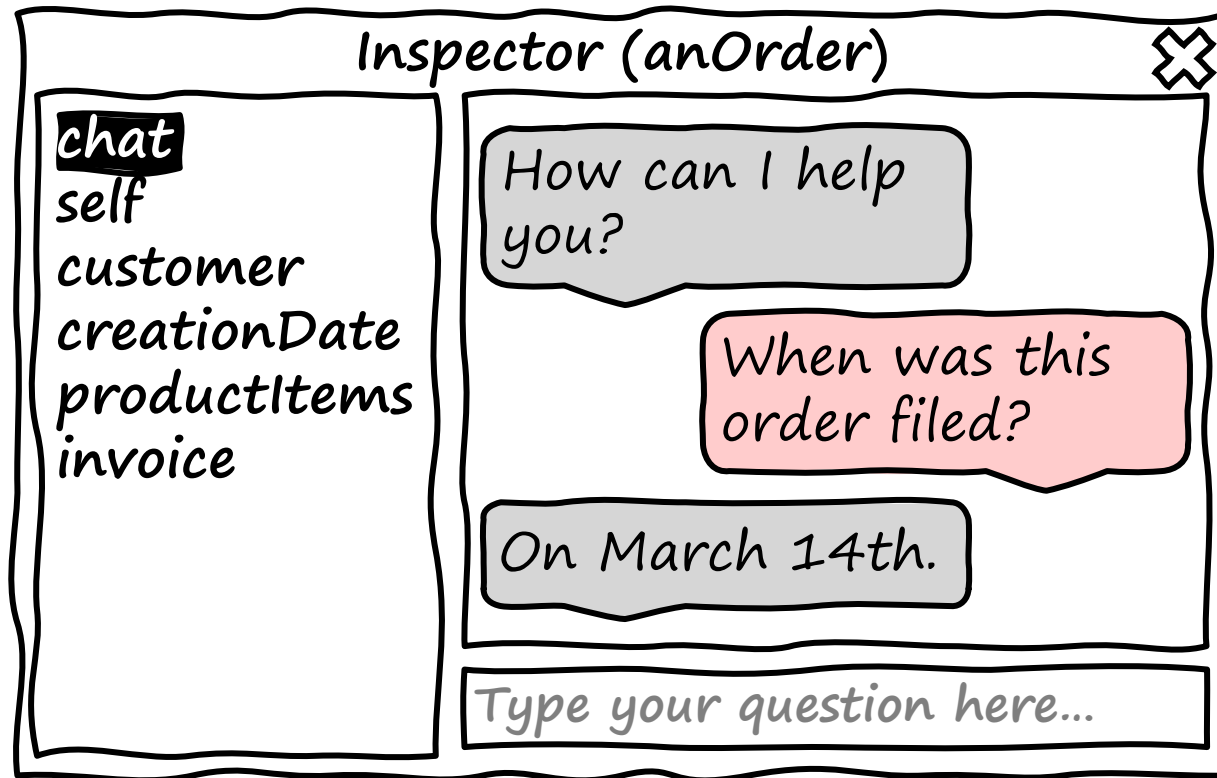 Inspector (anOrder)
chat
self
customer
creationDate
productItems
invoice
How can I help
you?
When was this
order filed?
On March 14th.
Type your question here...